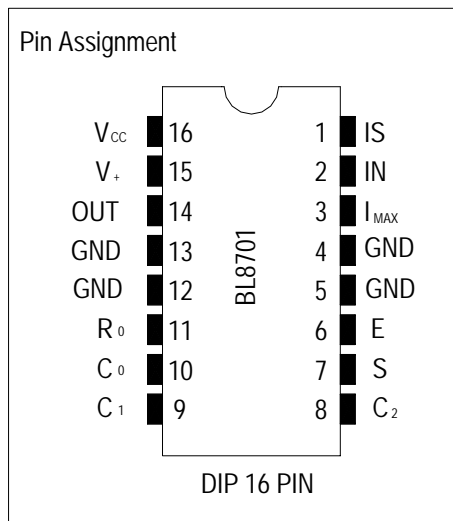 Pin Assignment
VCC 16 1 IS
V+ 15 2 IN
OUT 14 3 IMAX
GND 13 4 GND
GND 12 5 GND
R0 11 6 E
C0 10 7 S
C1 9 8 C2
BL8701
DIP 16 PIN